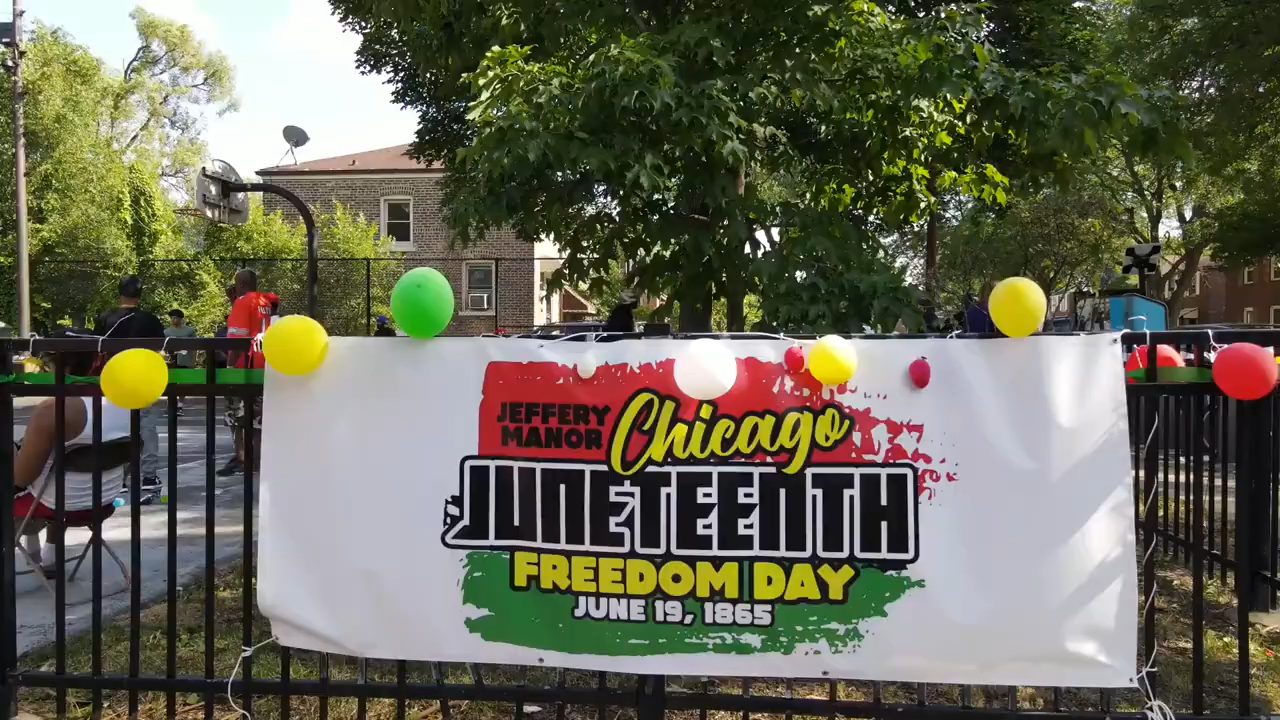 JEFFERY
MANOR
Chicago
JUNETEENTH
FREEDOM DAY
JUNE 19, 1865